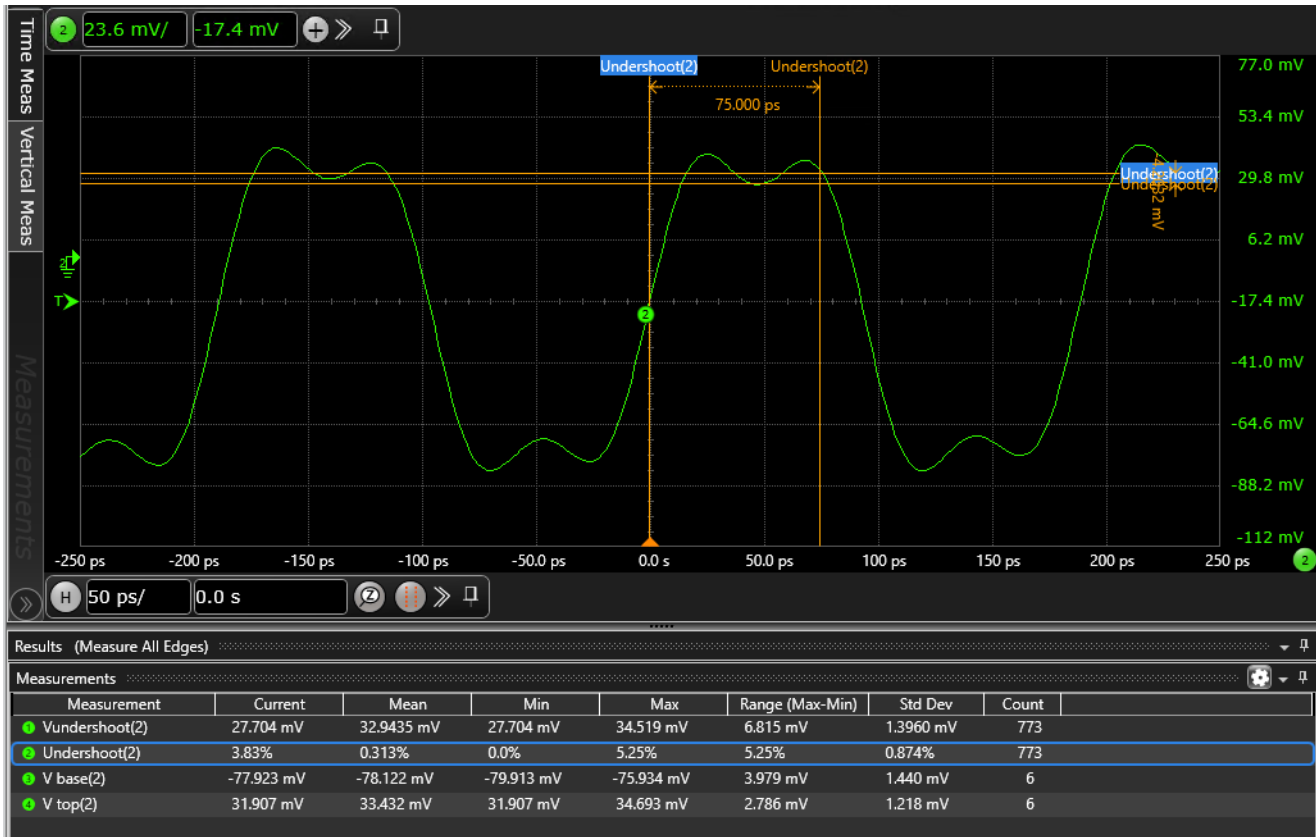 Time Meas
Vertical Meas
Measurements
2 23.6 mV/ -17.4 mV
Undershoot(2) Undershoot(2)
75.000 ps
77.0 mV
53.4 mV
29.8 mV
6.2 mV
-17.4 mV
-41.0 mV
-64.6 mV
-88.2 mV
-112 mV
Undershoot(2)
Undershoot(2)
2
T
2
-250 ps -200 ps -150 ps -100 ps -50.0 ps 0.0 s 50.0 ps 100 ps 150 ps 200 ps 250 ps 2
H 50 ps/ 0.0 s Z
Results (Measure All Edges)
Measurements
Measurement Current Mean Min Max Range (Max-Min) Std Dev Count
1 Vundershoot(2) 27.704 mV 32.9435 mV 27.704 mV 34.519 mV 6.815 mV 1.3960 mV 773
2 Undershoot(2) 3.83% 0.313% 0.0% 5.25% 5.25% 0.874% 773
3 V base(2) -77.923 mV -78.122 mV -79.913 mV -75.934 mV 3.979 mV 1.440 mV 6
4 V top(2) 31.907 mV 33.432 mV 31.907 mV 34.693 mV 2.786 mV 1.218 mV 6